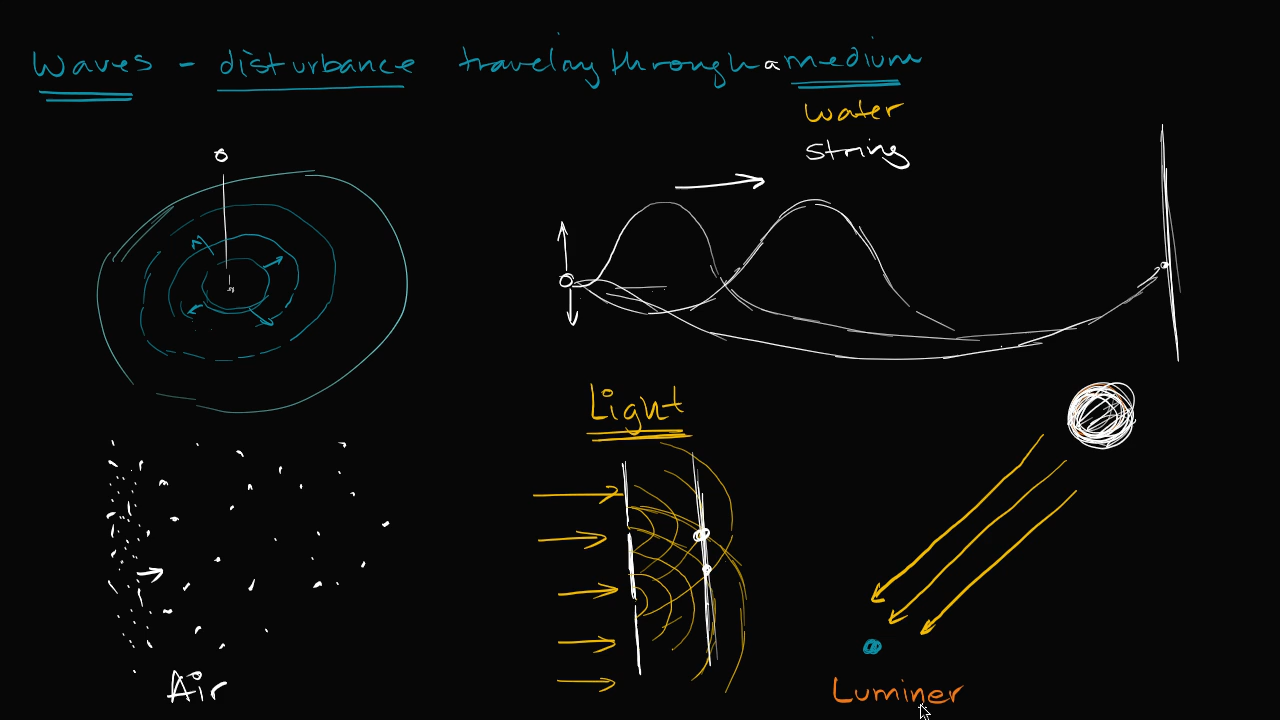 Waves - disturbance traveling through a medium
water
string
Light
Air
Luminer